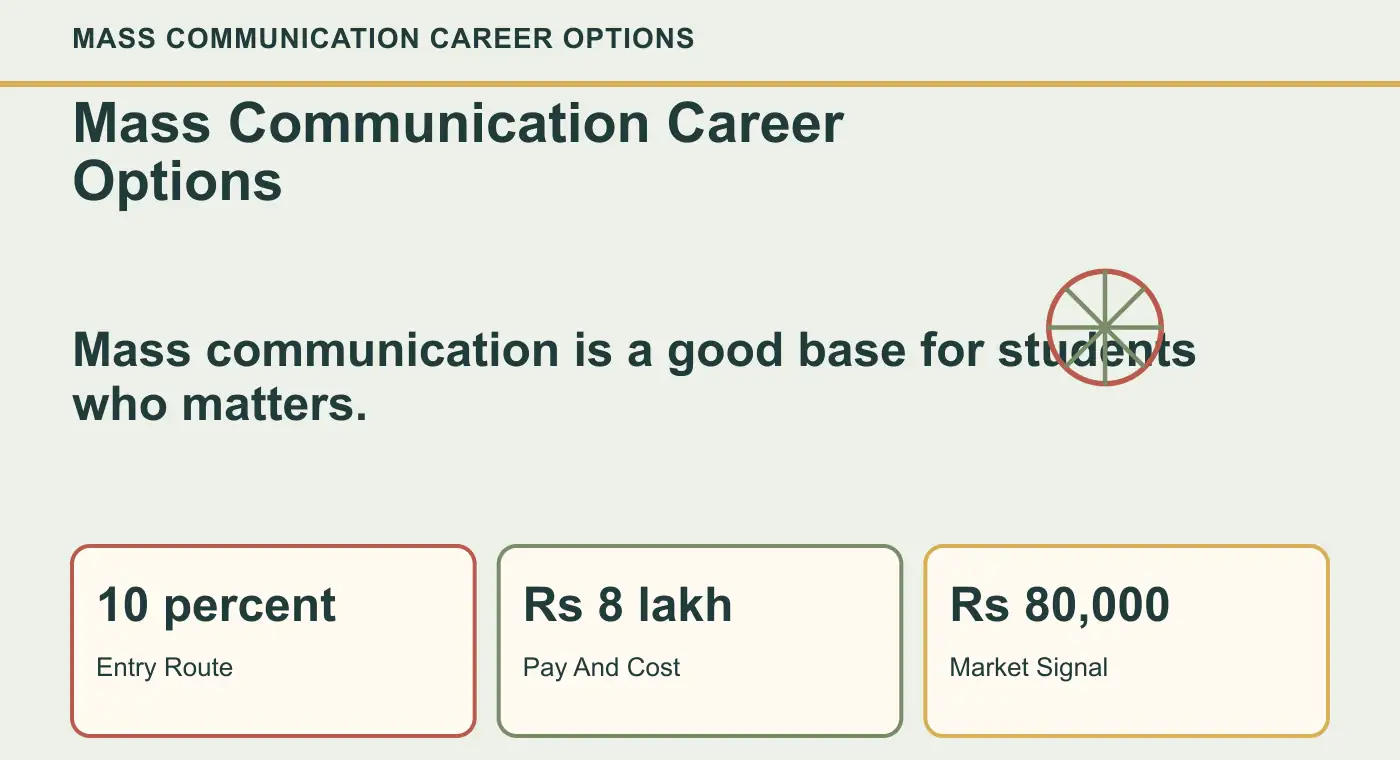 MASS COMMUNICATION CAREER OPTIONS
Mass Communication Career
Options
Mass communication is a good base for students
who matters.
10 percent
Entry Route
Rs 8 lakh
Pay And Cost
Rs 80,000
Market Signal